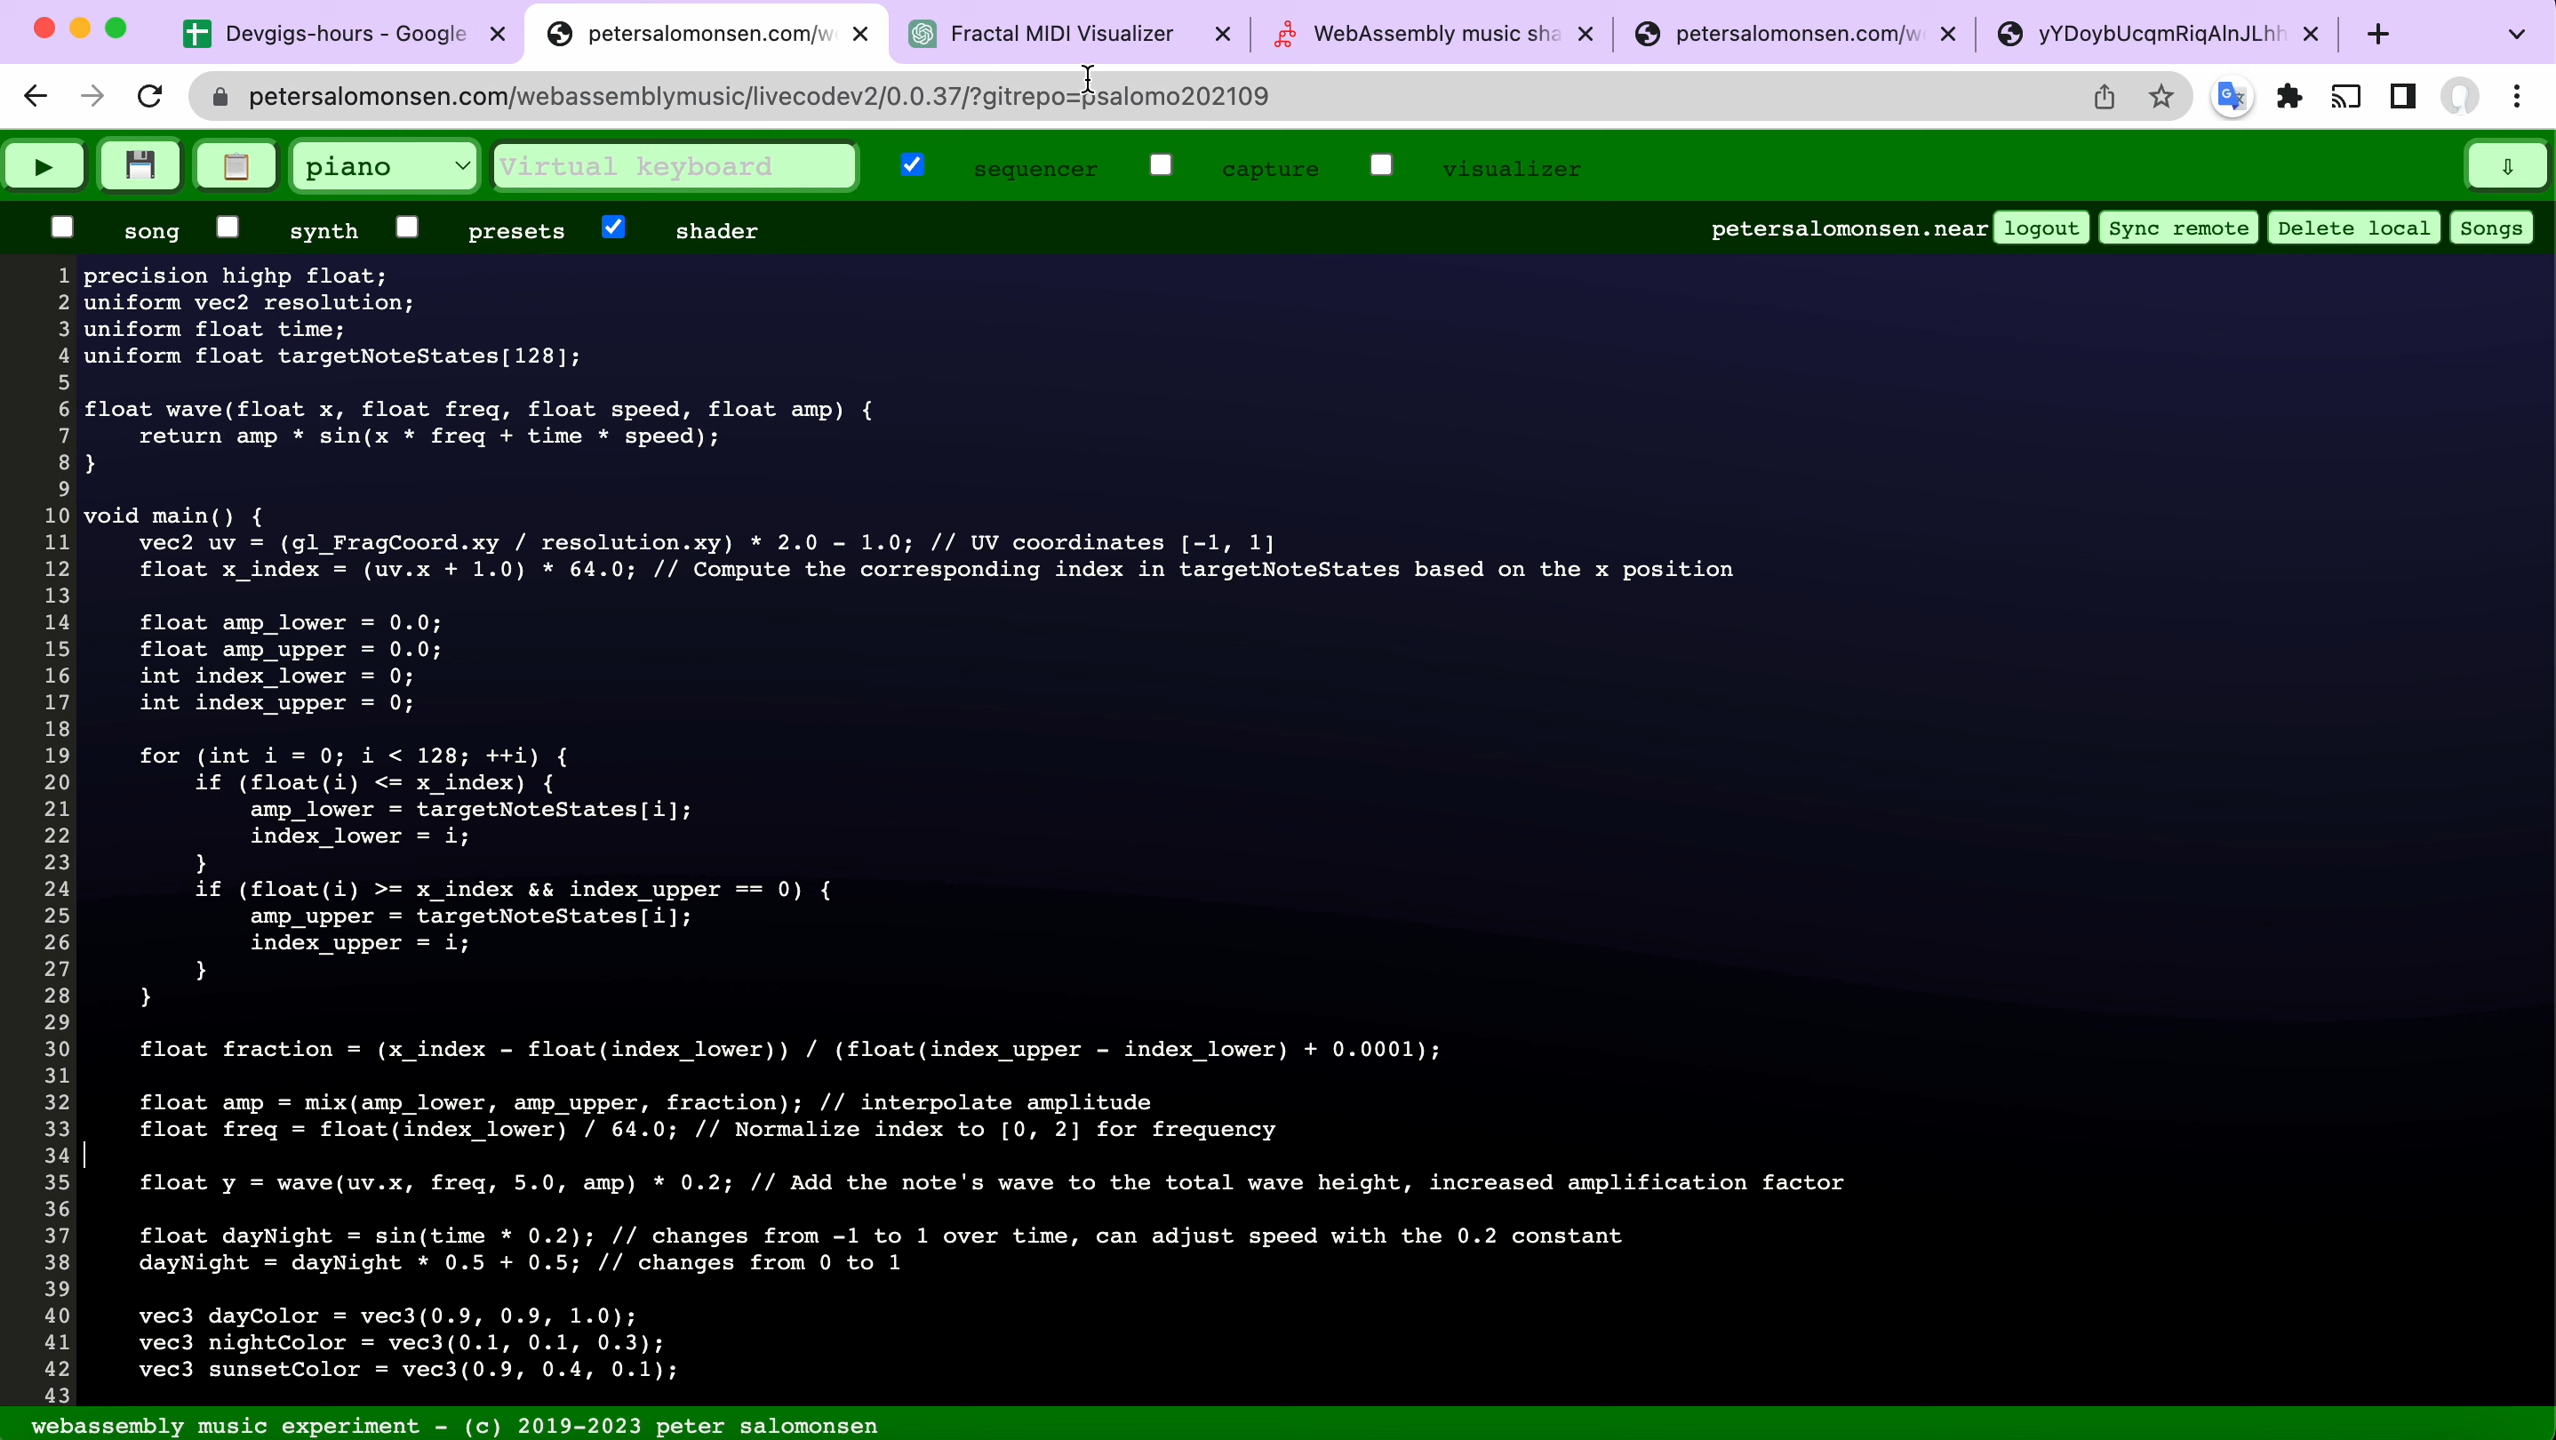 Devgigs-hours - Google
petersalomonsen.com/w
Fractal MIDI Visualizer
WebAssembly music sha
petersalomonsen.com/w
yYDoybUcqmRiqAlnJLhh
petersalomonsen.com/webassemblymusic/livecodev2/0.0.37/?gitrepo=psalomo202109
piano
Virtual keyboard
sequencer
capture
visualizer
song
synth
presets
shader
petersalomonsen.near
logout
Sync remote
Delete local
Songs
1 precision highp float;
2 uniform vec2 resolution;
3 uniform float time;
4 uniform float targetNoteStates[128];
5
6 float wave(float x, float freq, float speed, float amp) {
7     return amp * sin(x * freq + time * speed);
8 }
9
10 void main() {
11     vec2 uv = (gl_FragCoord.xy / resolution.xy) * 2.0 - 1.0; // UV coordinates [-1, 1]
12     float x_index = (uv.x + 1.0) * 64.0; // Compute the corresponding index in targetNoteStates based on the x position
13
14     float amp_lower = 0.0;
15     float amp_upper = 0.0;
16     int index_lower = 0;
17     int index_upper = 0;
18
19     for (int i = 0; i < 128; ++i) {
20         if (float(i) <= x_index) {
21             amp_lower = targetNoteStates[i];
22             index_lower = i;
23         }
24         if (float(i) >= x_index && index_upper == 0) {
25             amp_upper = targetNoteStates[i];
26             index_upper = i;
27         }
28     }
29
30     float fraction = (x_index - float(index_lower)) / (float(index_upper - index_lower) + 0.0001);
31
32     float amp = mix(amp_lower, amp_upper, fraction); // interpolate amplitude
33     float freq = float(index_lower) / 64.0; // Normalize index to [0, 2] for frequency
34
35     float y = wave(uv.x, freq, 5.0, amp) * 0.2; // Add the note's wave to the total wave height, increased amplification factor
36
37     float dayNight = sin(time * 0.2); // changes from -1 to 1 over time, can adjust speed with the 0.2 constant
38     dayNight = dayNight * 0.5 + 0.5; // changes from 0 to 1
39
40     vec3 dayColor = vec3(0.9, 0.9, 1.0);
41     vec3 nightColor = vec3(0.1, 0.1, 0.3);
42     vec3 sunsetColor = vec3(0.9, 0.4, 0.1);
43
webassembly music experiment - (c) 2019-2023 peter salomonsen